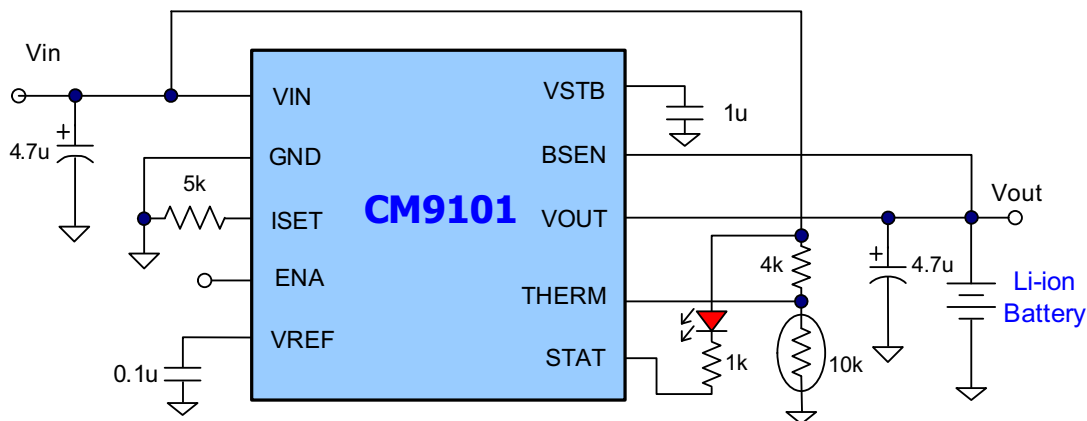 Vin
4.7u
+
VIN
GND
5k
ISET
ENA
VREF
0.1u
CM9101
VSTB
1u
BSEN
VOUT
THERM
STAT
1k
4k
10k
+
4.7u
Vout
Li-ion
Battery